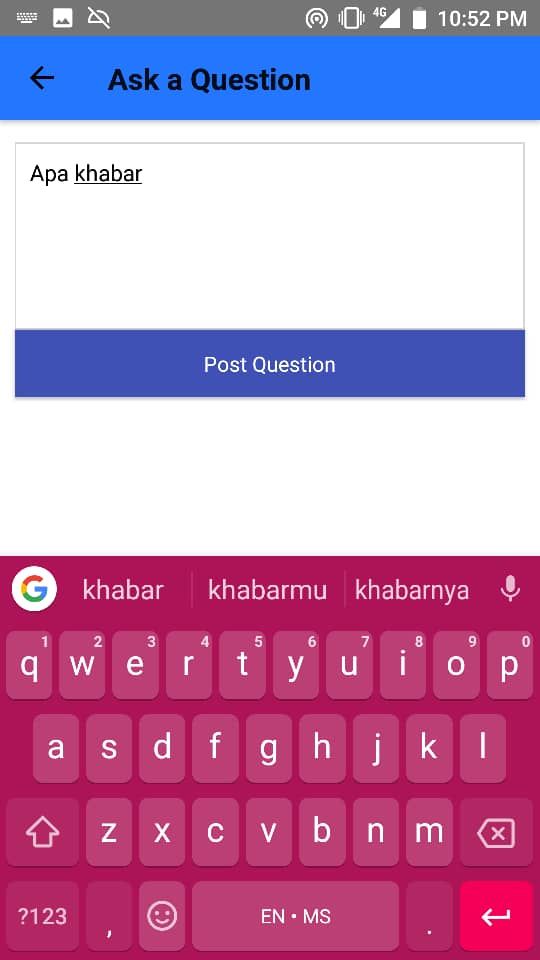 4G 10:52 PM
Ask a Question
Apa khabar
Post Question
G khabar khabarmu khabarnya
1 2 3 4 5 6 7 8 9 0
q w e r t y u i o p
a s d f g h j k l
z x c v b n m
?123 , EN • MS .